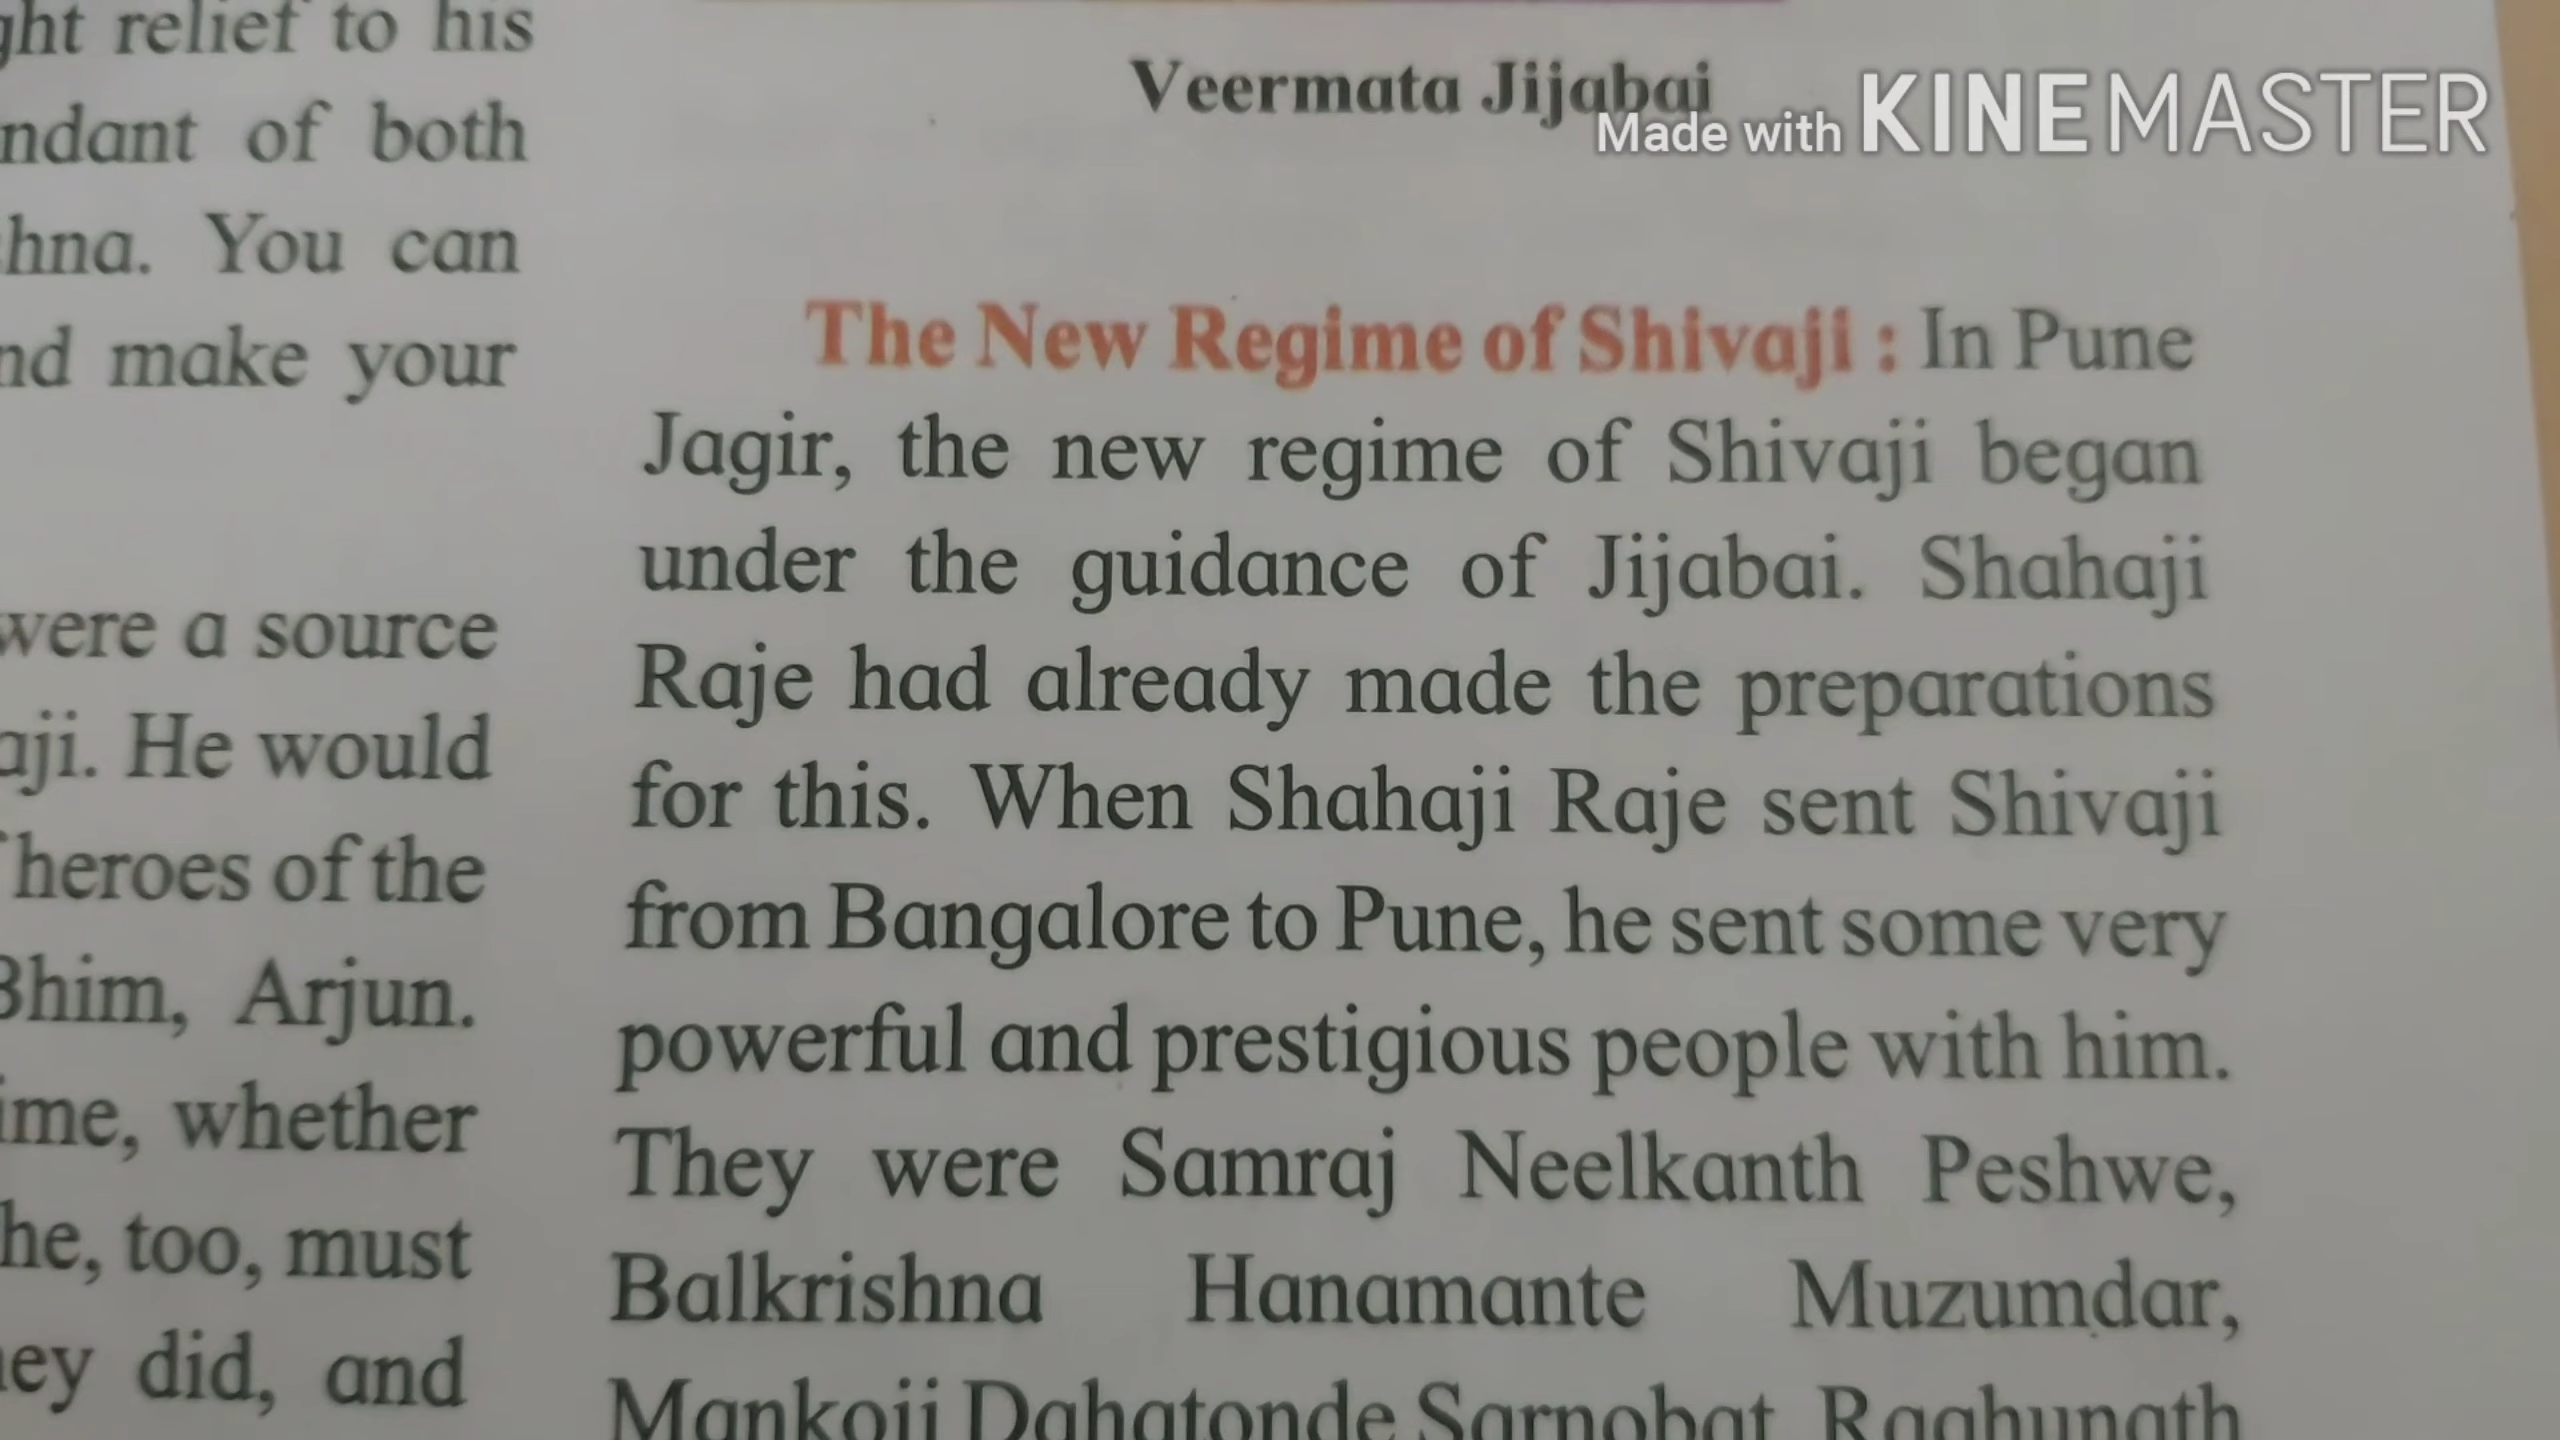 ght relief to his
ndant of both
hna. You can
nd make your
were a source
aji. He would
heroes of the
Bhim, Arjun.
ime, whether
he, too, must
ey did, and
Veermata Jijabai
Made with KINEMASTER
The New Regime of Shivaji : In Pune
Jagir, the new regime of Shivaji began
under the guidance of Jijabai. Shahaji
Raje had already made the preparations
for this. When Shahaji Raje sent Shivaji
from Bangalore to Pune, he sent some very
powerful and prestigious people with him.
They were Samraj Neelkanth Peshwe,
Balkrishna Hanamante Muzumdar,
Mankoji Dahatonde Sarnobat, Raghunath